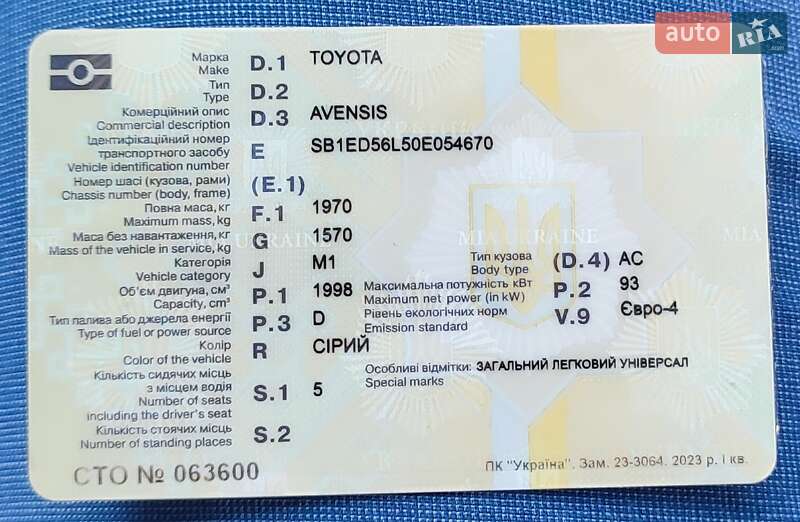 auto RIA.com
Марка
Make D.1 TOYOTA
Тип
Type D.2
Комерційний опис
Commercial description D.3 AVENSIS
Ідентифікаційний номер
транспортного засобу
Vehicle identification number E SB1ED56L50E054670
Номер шасі (кузова, рами)
Chassis number (body, frame) (E.1)
Повна маса, кг
Maximum mass, kg F.1 1970
Маса без навантаження, кг
Mass of the vehicle in service, kg G 1570
MIA UKRAINE
Категорія
Vehicle category J M1
Тип кузова
Body type (D.4) AC
Об'єм двигуна, см³
Capacity, cm³ P.1 1998
Максимальна потужність кВт
Maximum net power (in kW) P.2 93
Тип палива або джерела енергії
Type of fuel or power source P.3 D
Рівень екологічних норм
Emission standard V.9 Євро-4
Колір
Color of the vehicle R СІРИЙ
Особливі відмітки: ЗАГАЛЬНИЙ ЛЕГКОВИЙ УНІВЕРСАЛ
Special marks
Кількість сидячих місць
з місцем водія
Number of seats
including the driver's seat S.1 5
Кількість стоячих місць
Number of standing places S.2
СТО № 063600
ПК "Україна". Зам. 23-3064. 2023 р. І кв.